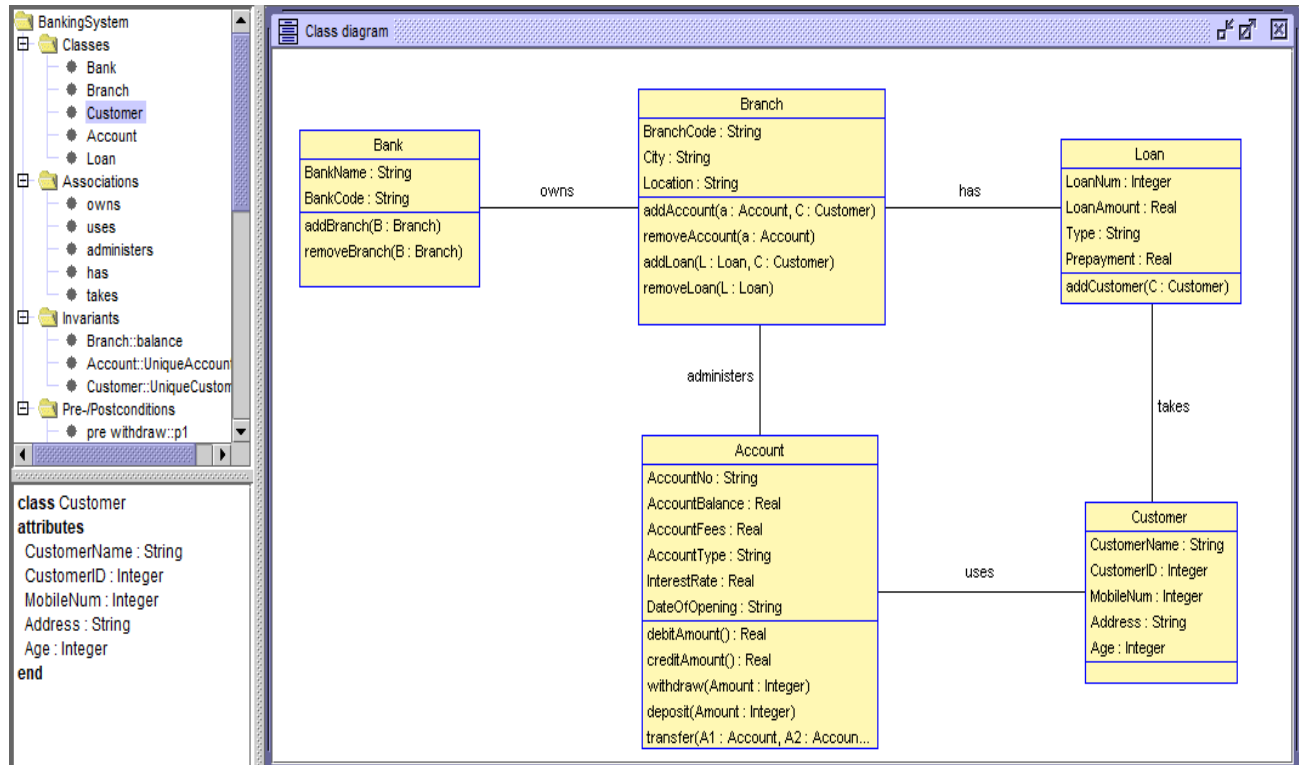 BankingSystem
Classes
Bank
Branch
Customer
Account
Loan
Associations
owns
uses
administers
has
takes
Invariants
Branch::balance
Account::UniqueAccoun
Customer::UniqueCustom
Pre-/Postconditions
pre withdraw::p1
class Customer
attributes
CustomerName : String
CustomerID : Integer
MobileNum : Integer
Address : String
Age : Integer
end
Class diagram
Bank
BankName : String
BankCode : String
addBranch(B : Branch)
removeBranch(B : Branch)
owns
Branch
BranchCode : String
City : String
Location : String
addAccount(a : Account, C : Customer)
removeAccount(a : Account)
addLoan(L : Loan, C : Customer)
removeLoan(L : Loan)
has
Loan
LoanNum : Integer
LoanAmount : Real
Type : String
Prepayment : Real
addCustomer(C : Customer)
administers
takes
Account
AccountNo : String
AccountBalance : Real
AccountFees : Real
AccountType : String
InterestRate : Real
DateOfOpening : String
debitAmount() : Real
creditAmount() : Real
withdraw(Amount : Integer)
deposit(Amount : Integer)
transfer(A1 : Account, A2 : Accoun...
uses
Customer
CustomerName : String
CustomerID : Integer
MobileNum : Integer
Address : String
Age : Integer